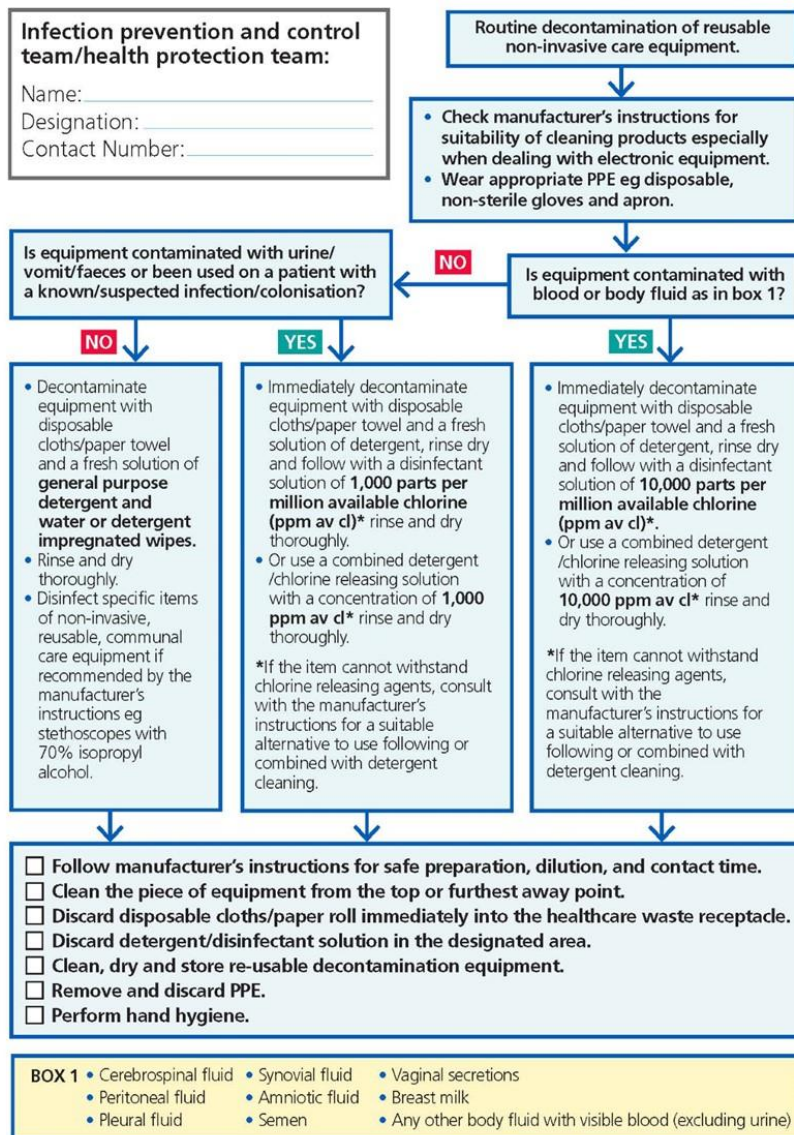 Infection prevention and control
team/health protection team:
Name:
Designation:
Contact Number:
Routine decontamination of reusable
non-invasive care equipment.
• Check manufacturer's instructions for
suitability of cleaning products especially
when dealing with electronic equipment.
• Wear appropriate PPE eg disposable,
non-sterile gloves and apron.
Is equipment contaminated with urine/
vomit/faeces or been used on a patient with
a known/suspected infection/colonisation?
NO
Is equipment contaminated with
blood or body fluid as in box 1?
NO
YES
YES
• Decontaminate
equipment with
disposable
cloths/paper towel
and a fresh solution of
general purpose
detergent and
water or detergent
impregnated wipes.
• Rinse and dry
thoroughly.
• Disinfect specific items
of non-invasive,
reusable, communal
care equipment if
recommended by the
manufacturer's
instructions eg
stethoscopes with
70% isopropyl
alcohol.
• Immediately decontaminate
equipment with disposable
cloths/paper towel and a fresh
solution of detergent, rinse dry
and follow with a disinfectant
solution of 1,000 parts per
million available chlorine
(ppm av cl)* rinse and dry
thoroughly.
• Or use a combined detergent
/chlorine releasing solution
with a concentration of 1,000
ppm av cl* rinse and dry
thoroughly.
*If the item cannot withstand
chlorine releasing agents, consult
with the manufacturer's
instructions for a suitable
alternative to use following or
combined with detergent
cleaning.
• Immediately decontaminate
equipment with disposable
cloths/paper towel and a fresh
solution of detergent, rinse dry
and follow with a disinfectant
solution of 10,000 parts per
million available chlorine
(ppm av cl)*.
• Or use a combined detergent
/chlorine releasing solution
with a concentration of
10,000 ppm av cl* rinse and
dry thoroughly.
*If the item cannot withstand
chlorine releasing agents,
consult with the
manufacturer's instructions for
a suitable alternative to use
following or combined with
detergent cleaning.
Follow manufacturer's instructions for safe preparation, dilution, and contact time.
Clean the piece of equipment from the top or furthest away point.
Discard disposable cloths/paper roll immediately into the healthcare waste receptacle.
Discard detergent/disinfectant solution in the designated area.
Clean, dry and store re-usable decontamination equipment.
Remove and discard PPE.
Perform hand hygiene.
BOX 1 • Cerebrospinal fluid • Synovial fluid • Vaginal secretions
• Peritoneal fluid • Amniotic fluid • Breast milk
• Pleural fluid • Semen • Any other body fluid with visible blood (excluding urine)